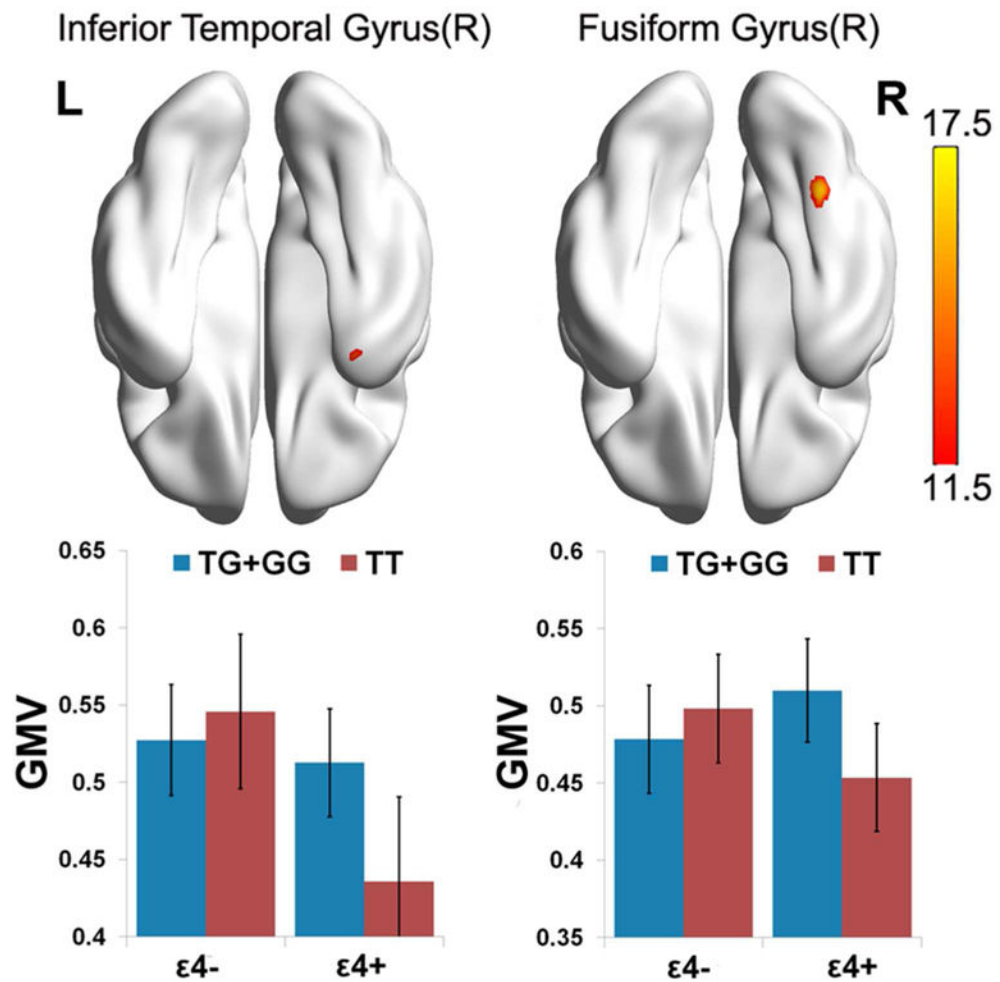 Inferior Temporal Gyrus(R)
Fusiform Gyrus(R)
L
R
17.5
11.5
0.65
TG+GG
TT
0.6
0.55
0.5
0.45
0.4
GMV
ε4-
ε4+
0.6
TG+GG
TT
0.55
0.5
0.45
0.4
0.35
GMV
ε4-
ε4+